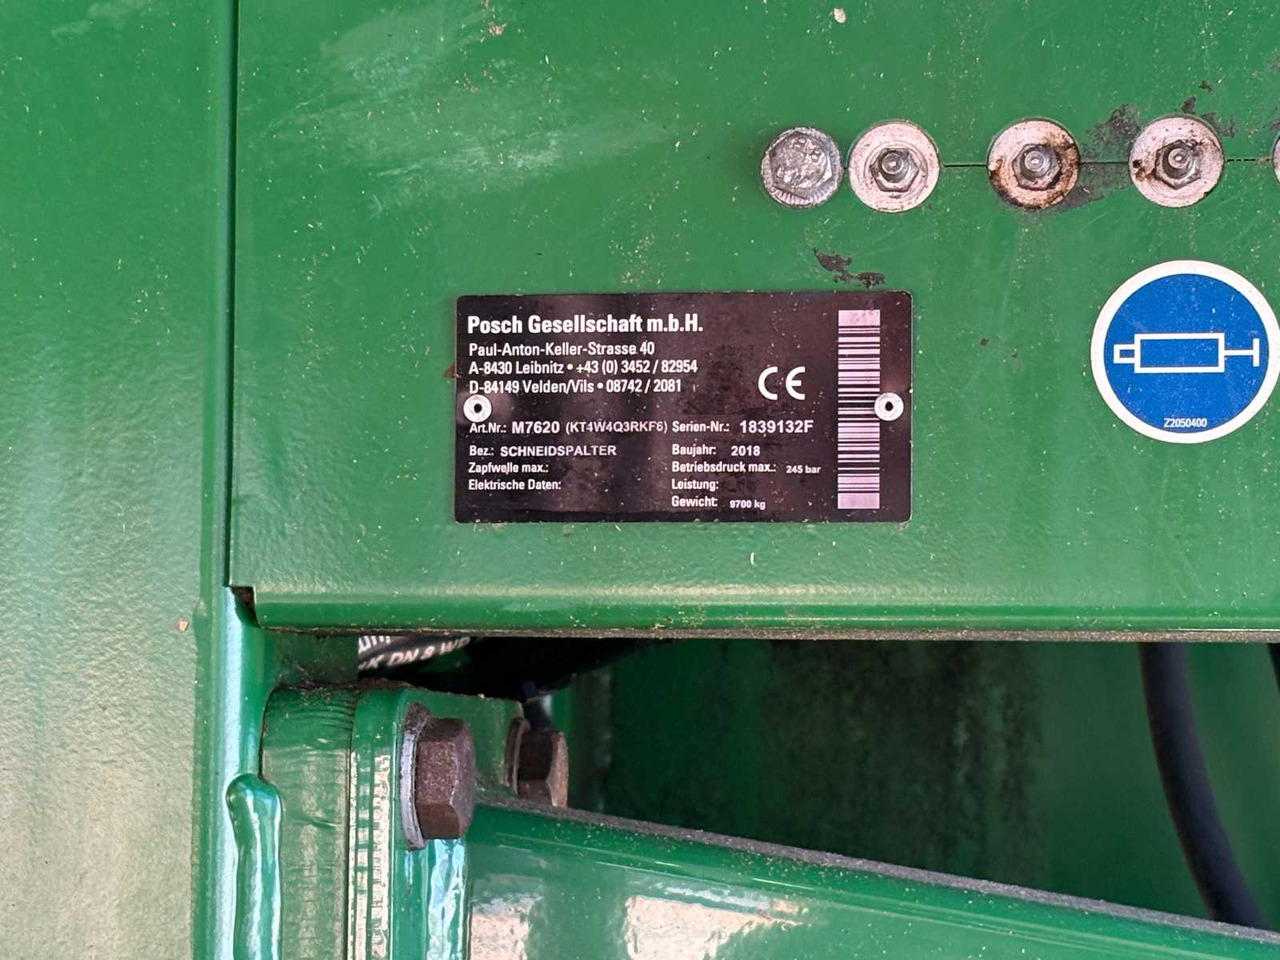 Posch Gesellschaft m.b.H.
Paul-Anton-Keller-Strasse 40
A-8430 Leibnitz • +43 (0) 3452 / 82954
D-84149 Velden/Vils • 08742 / 2081
CE
Art.Nr.: M7620 (KT4W4Q3RKF6) Serien-Nr.: 1839132F
Bez.: SCHNEIDSPALTER Baujahr: 2018
Zapfwelle max.: Betriebsdruck max.: 245 bar
Elektrische Daten: Leistung:
Gewicht: 9700 kg
Z2050400
DN 8